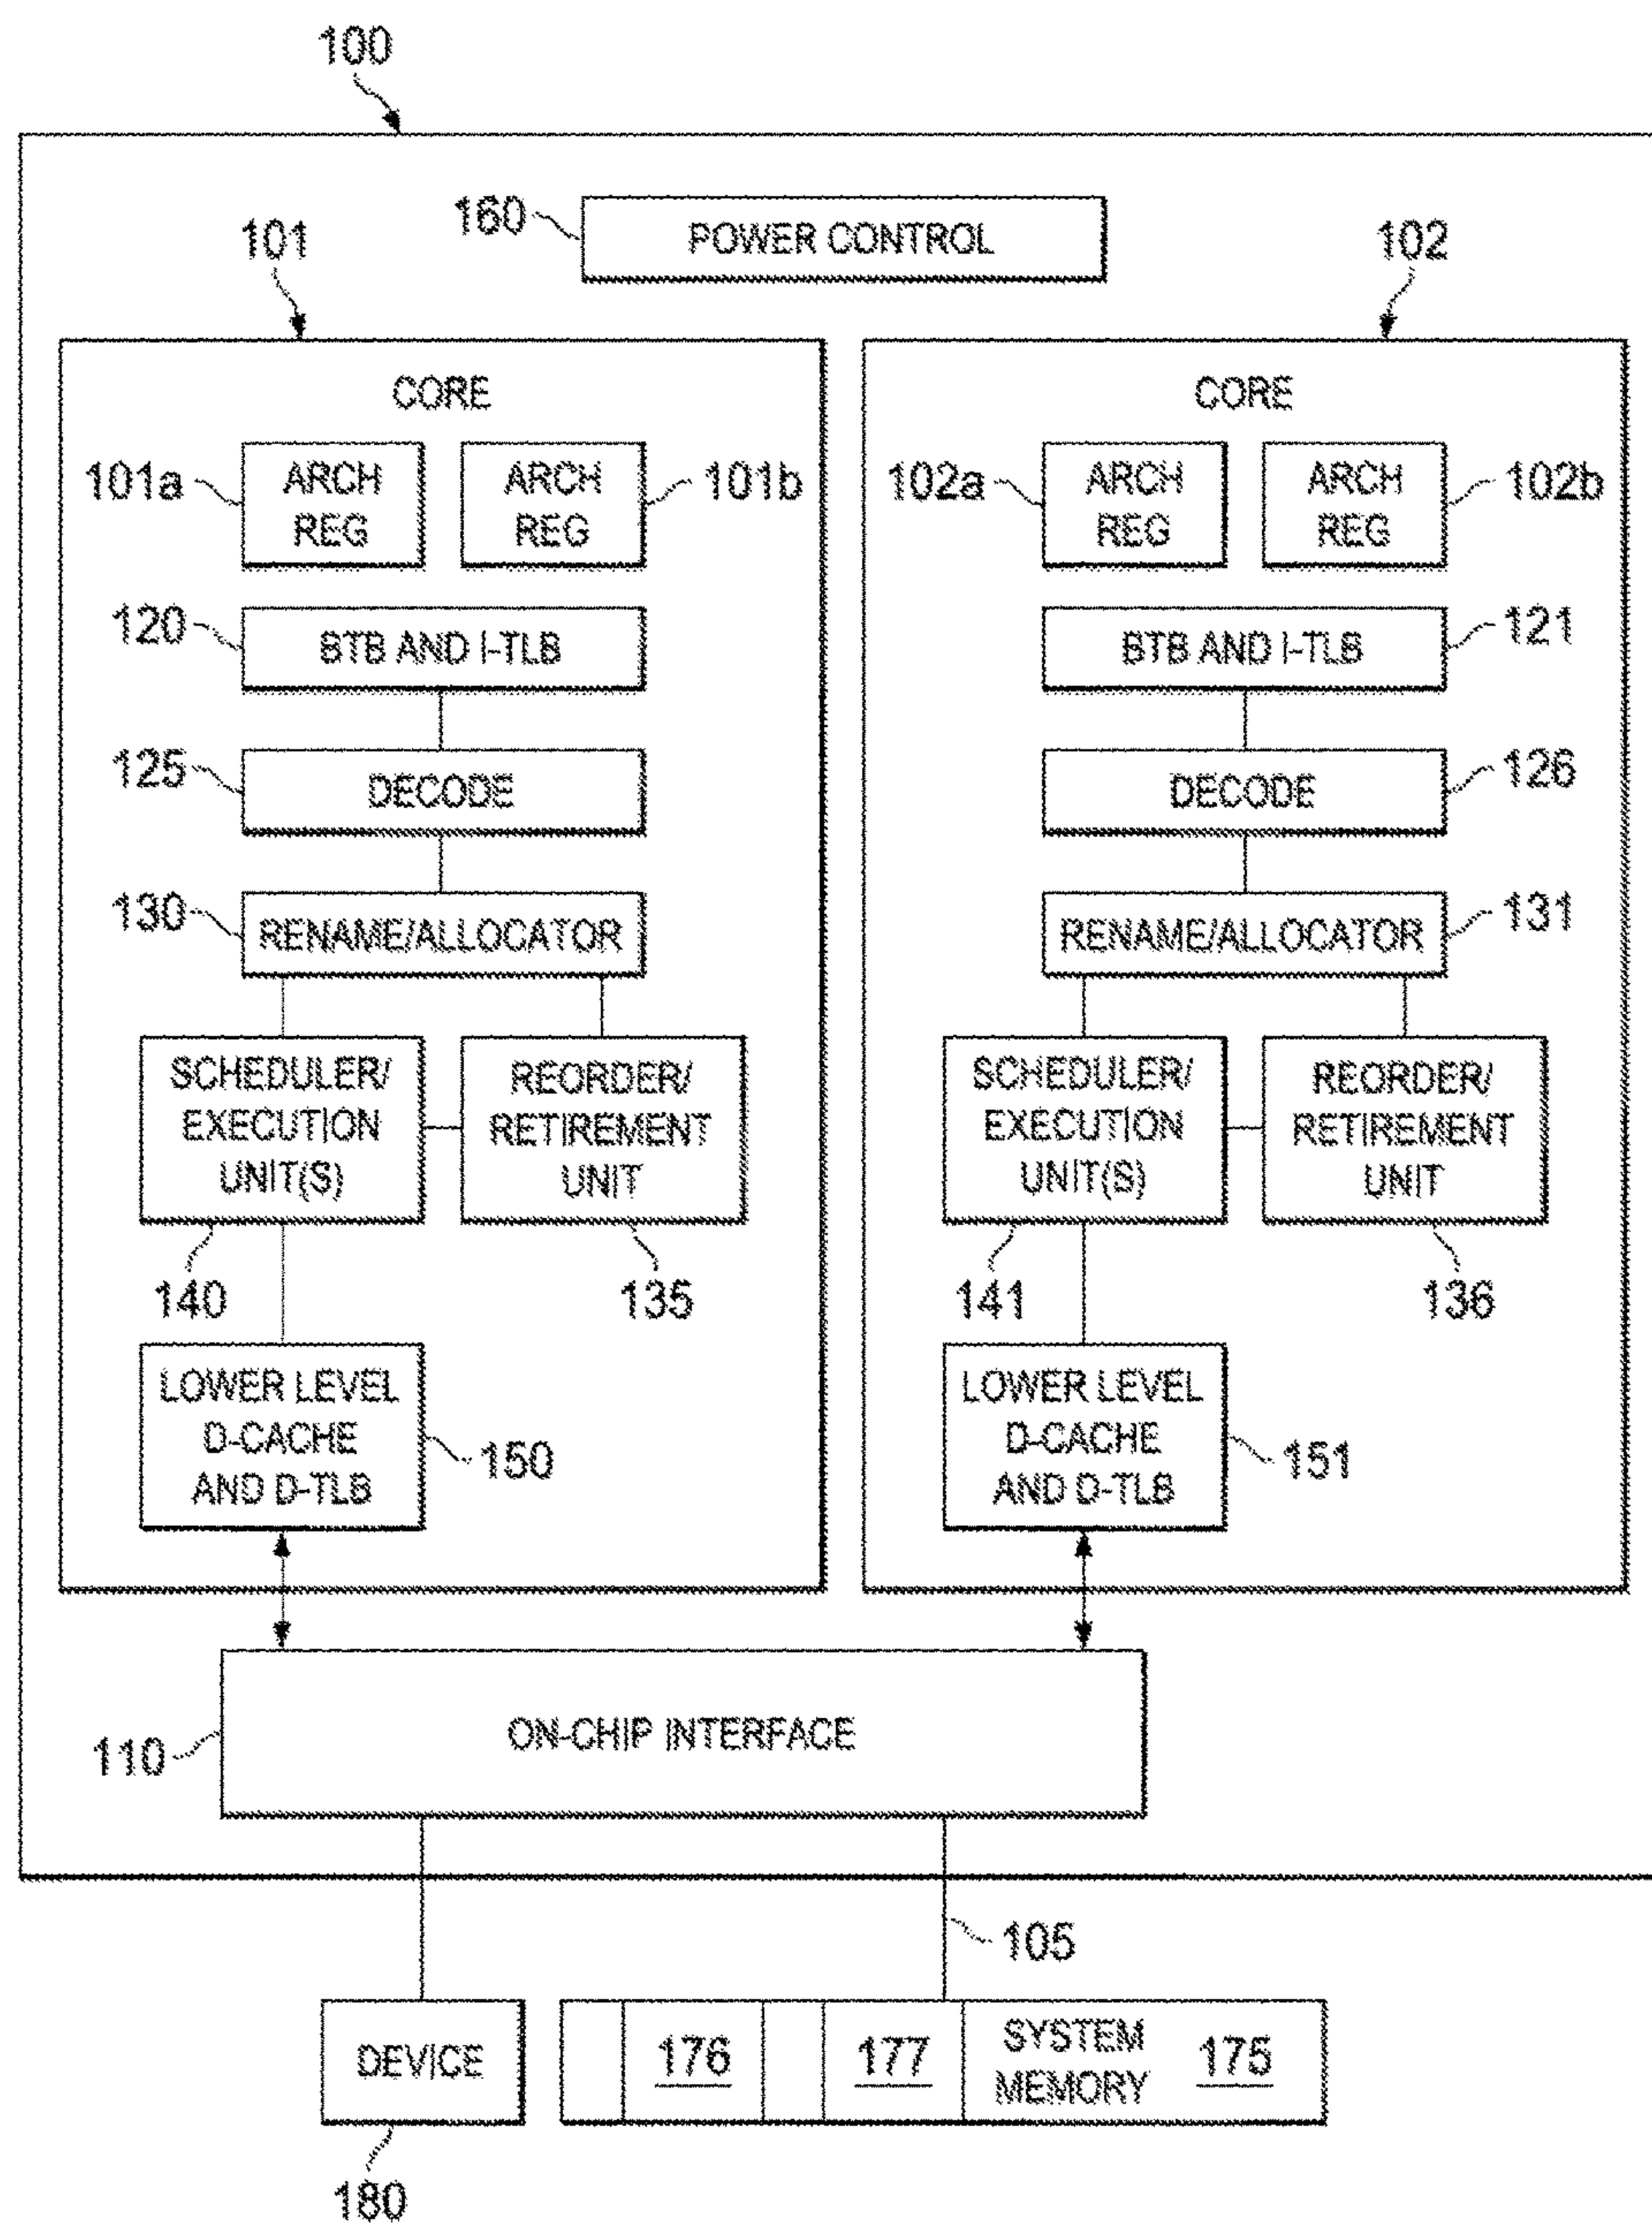 100
160
POWER CONTROL
101
102
CORE
CORE
101a
ARCH
REG
ARCH
REG
101b
102a
ARCH
REG
ARCH
REG
102b
120
BTB AND I-TLB
BTB AND I-TLB
121
125
DECODE
DECODE
126
130
RENAME/ALLOCATOR
RENAME/ALLOCATOR
131
SCHEDULER/
EXECUTION
UNIT(S)
REORDER/
RETIREMENT
UNIT
SCHEDULER/
EXECUTION
UNIT(S)
REORDER/
RETIREMENT
UNIT
140
135
141
136
LOWER LEVEL
D-CACHE
AND D-TLB
150
LOWER LEVEL
D-CACHE
AND D-TLB
151
110
ON-CHIP INTERFACE
105
DEVICE
176
177
SYSTEM
MEMORY
175
180